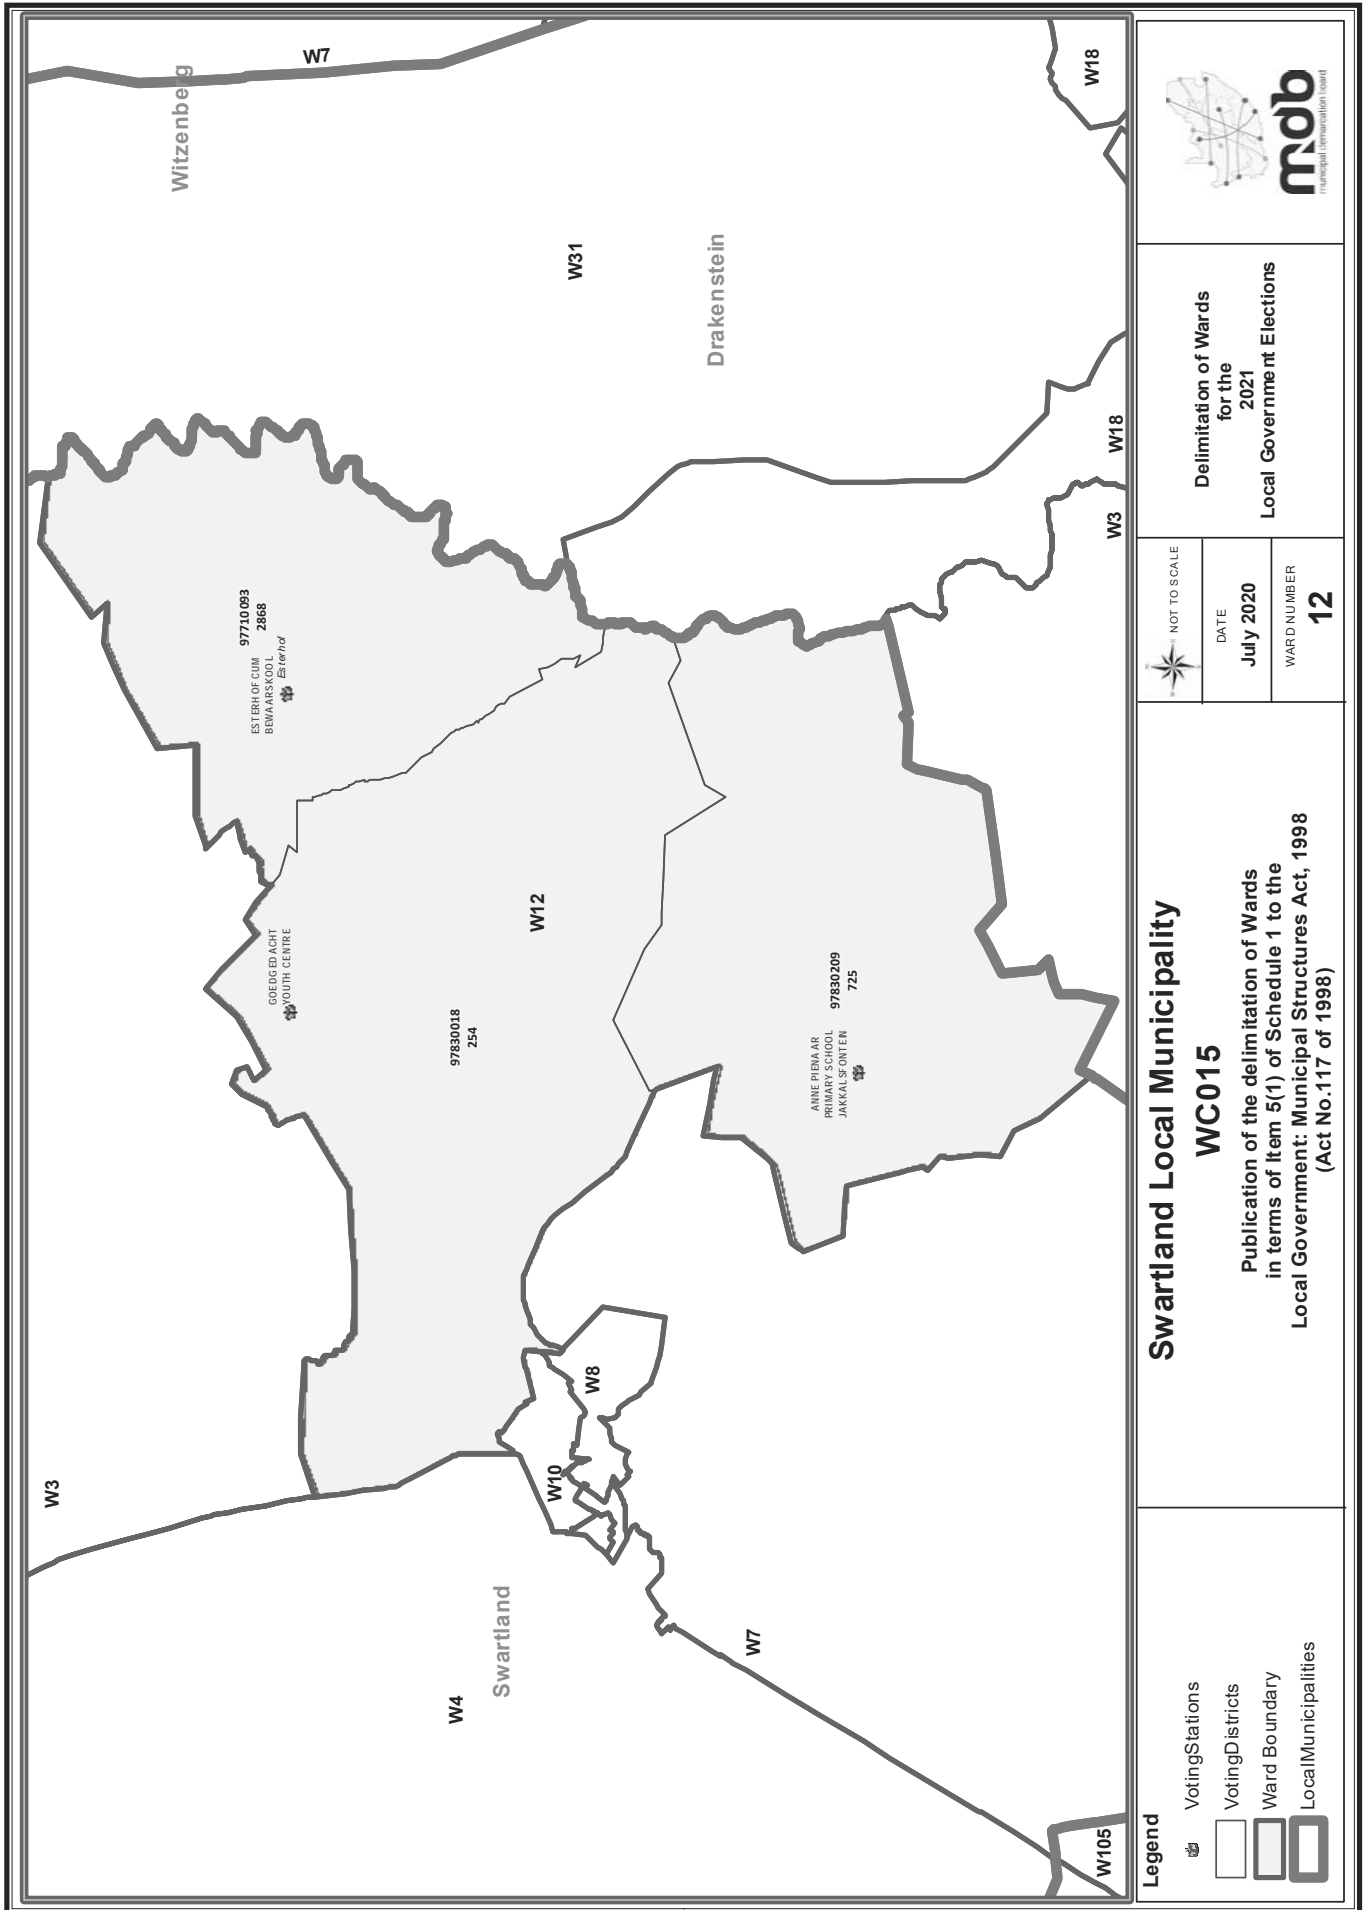 W7
Witzenberg
W18
W31
Drakenstein
W18
W3
97710093
2868
ESTERHOF CUM
BEWAARSKOOL
Esterhof
GOEDGEDACHT
YOUTH CENTRE
W12
97830018
254
97830209
725
ANNE PIENAAR
PRIMARY SCHOOL
JAKKALSFONTEIN
W3
W8
W10
Swartland
W4
W7
W105
Legend
VotingStations
VotingDistricts
Ward Boundary
LocalMunicipalities
Swartland Local Municipality
WC015
Publication of the delimitation of Wards
in terms of Item 5(1) of Schedule 1 to the
Local Government: Municipal Structures Act, 1998
(Act No.117 of 1998)
NOT TO SCALE
DATE
July 2020
WARD NUMBER
12
Delimitation of Wards
for the
2021
Local Government Elections
mdb
municipal demarcation board